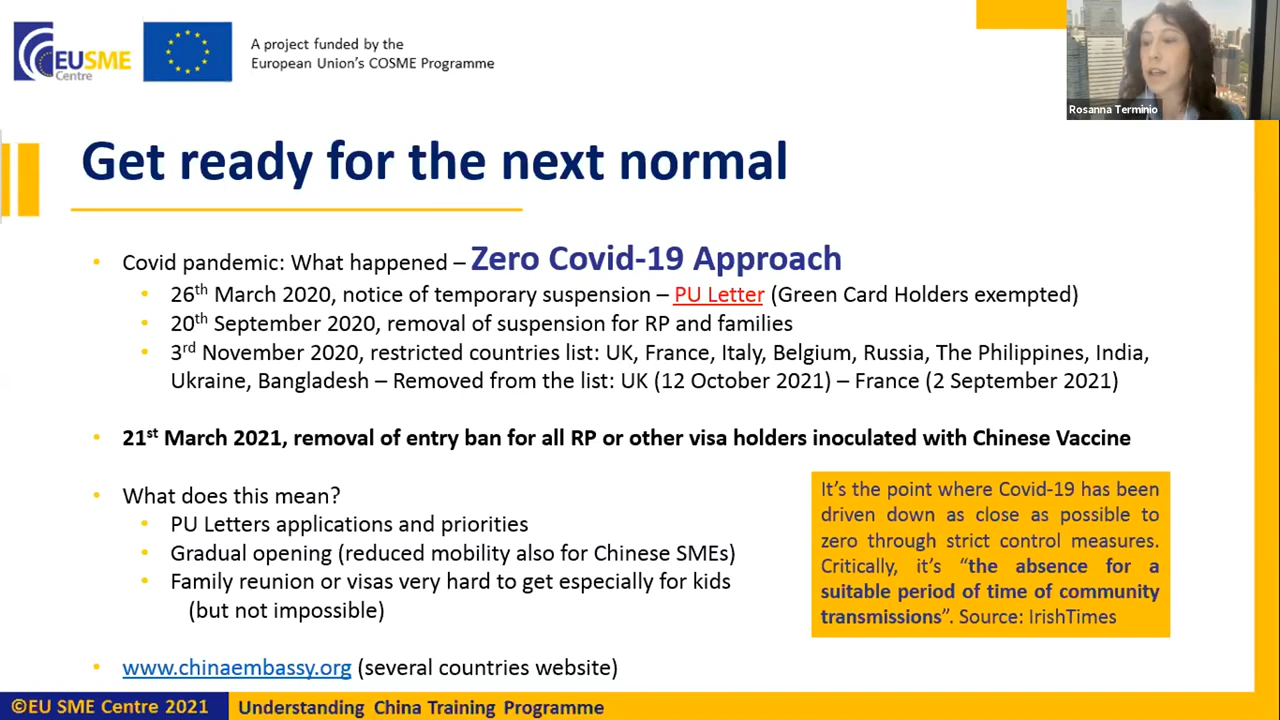 EUSME
Centre
A project funded by the
European Union's COSME Programme
Rosanna Terminio
Get ready for the next normal
• Covid pandemic: What happened – Zero Covid-19 Approach
• 26th March 2020, notice of temporary suspension – PU Letter (Green Card Holders exempted)
• 20th September 2020, removal of suspension for RP and families
• 3rd November 2020, restricted countries list: UK, France, Italy, Belgium, Russia, The Philippines, India,
Ukraine, Bangladesh – Removed from the list: UK (12 October 2021) – France (2 September 2021)
• 21st March 2021, removal of entry ban for all RP or other visa holders inoculated with Chinese Vaccine
• What does this mean?
• PU Letters applications and priorities
• Gradual opening (reduced mobility also for Chinese SMEs)
• Family reunion or visas very hard to get especially for kids
(but not impossible)
It's the point where Covid-19 has been
driven down as close as possible to
zero through strict control measures.
Critically, it's "the absence for a
suitable period of time of community
transmissions". Source: IrishTimes
• www.chinaembassy.org (several countries website)
©EU SME Centre 2021
Understanding China Training Programme